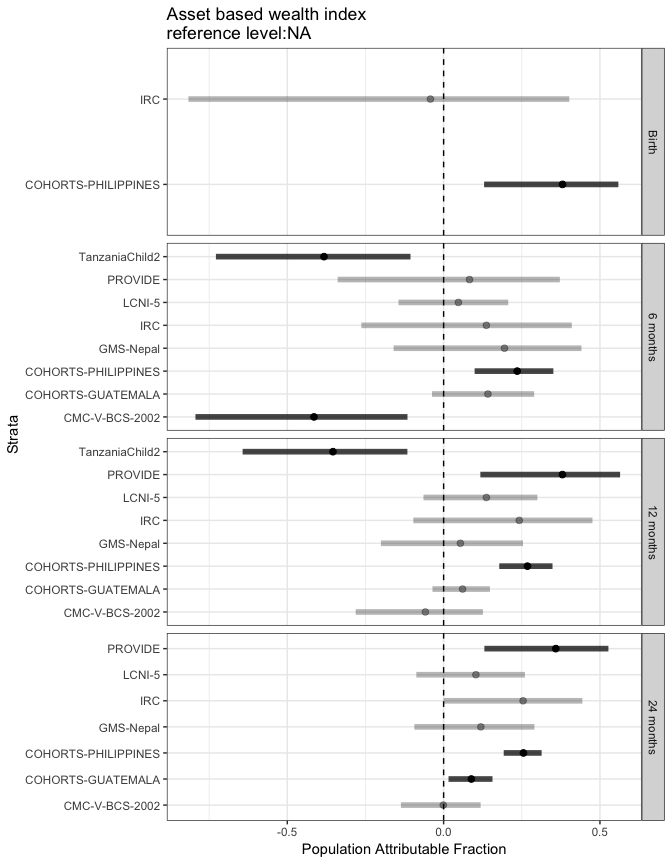 Asset based wealth index
reference level:NA
IRC
COHORTS-PHILIPPINES
Birth
TanzaniaChild2
PROVIDE
LCNI-5
IRC
GMS-Nepal
COHORTS-PHILIPPINES
COHORTS-GUATEMALA
CMC-V-BCS-2002
6 months
Strata
TanzaniaChild2
PROVIDE
LCNI-5
IRC
GMS-Nepal
COHORTS-PHILIPPINES
COHORTS-GUATEMALA
CMC-V-BCS-2002
12 months
PROVIDE
LCNI-5
IRC
GMS-Nepal
COHORTS-PHILIPPINES
COHORTS-GUATEMALA
CMC-V-BCS-2002
24 months
-0.5 0.0 0.5
Population Attributable Fraction